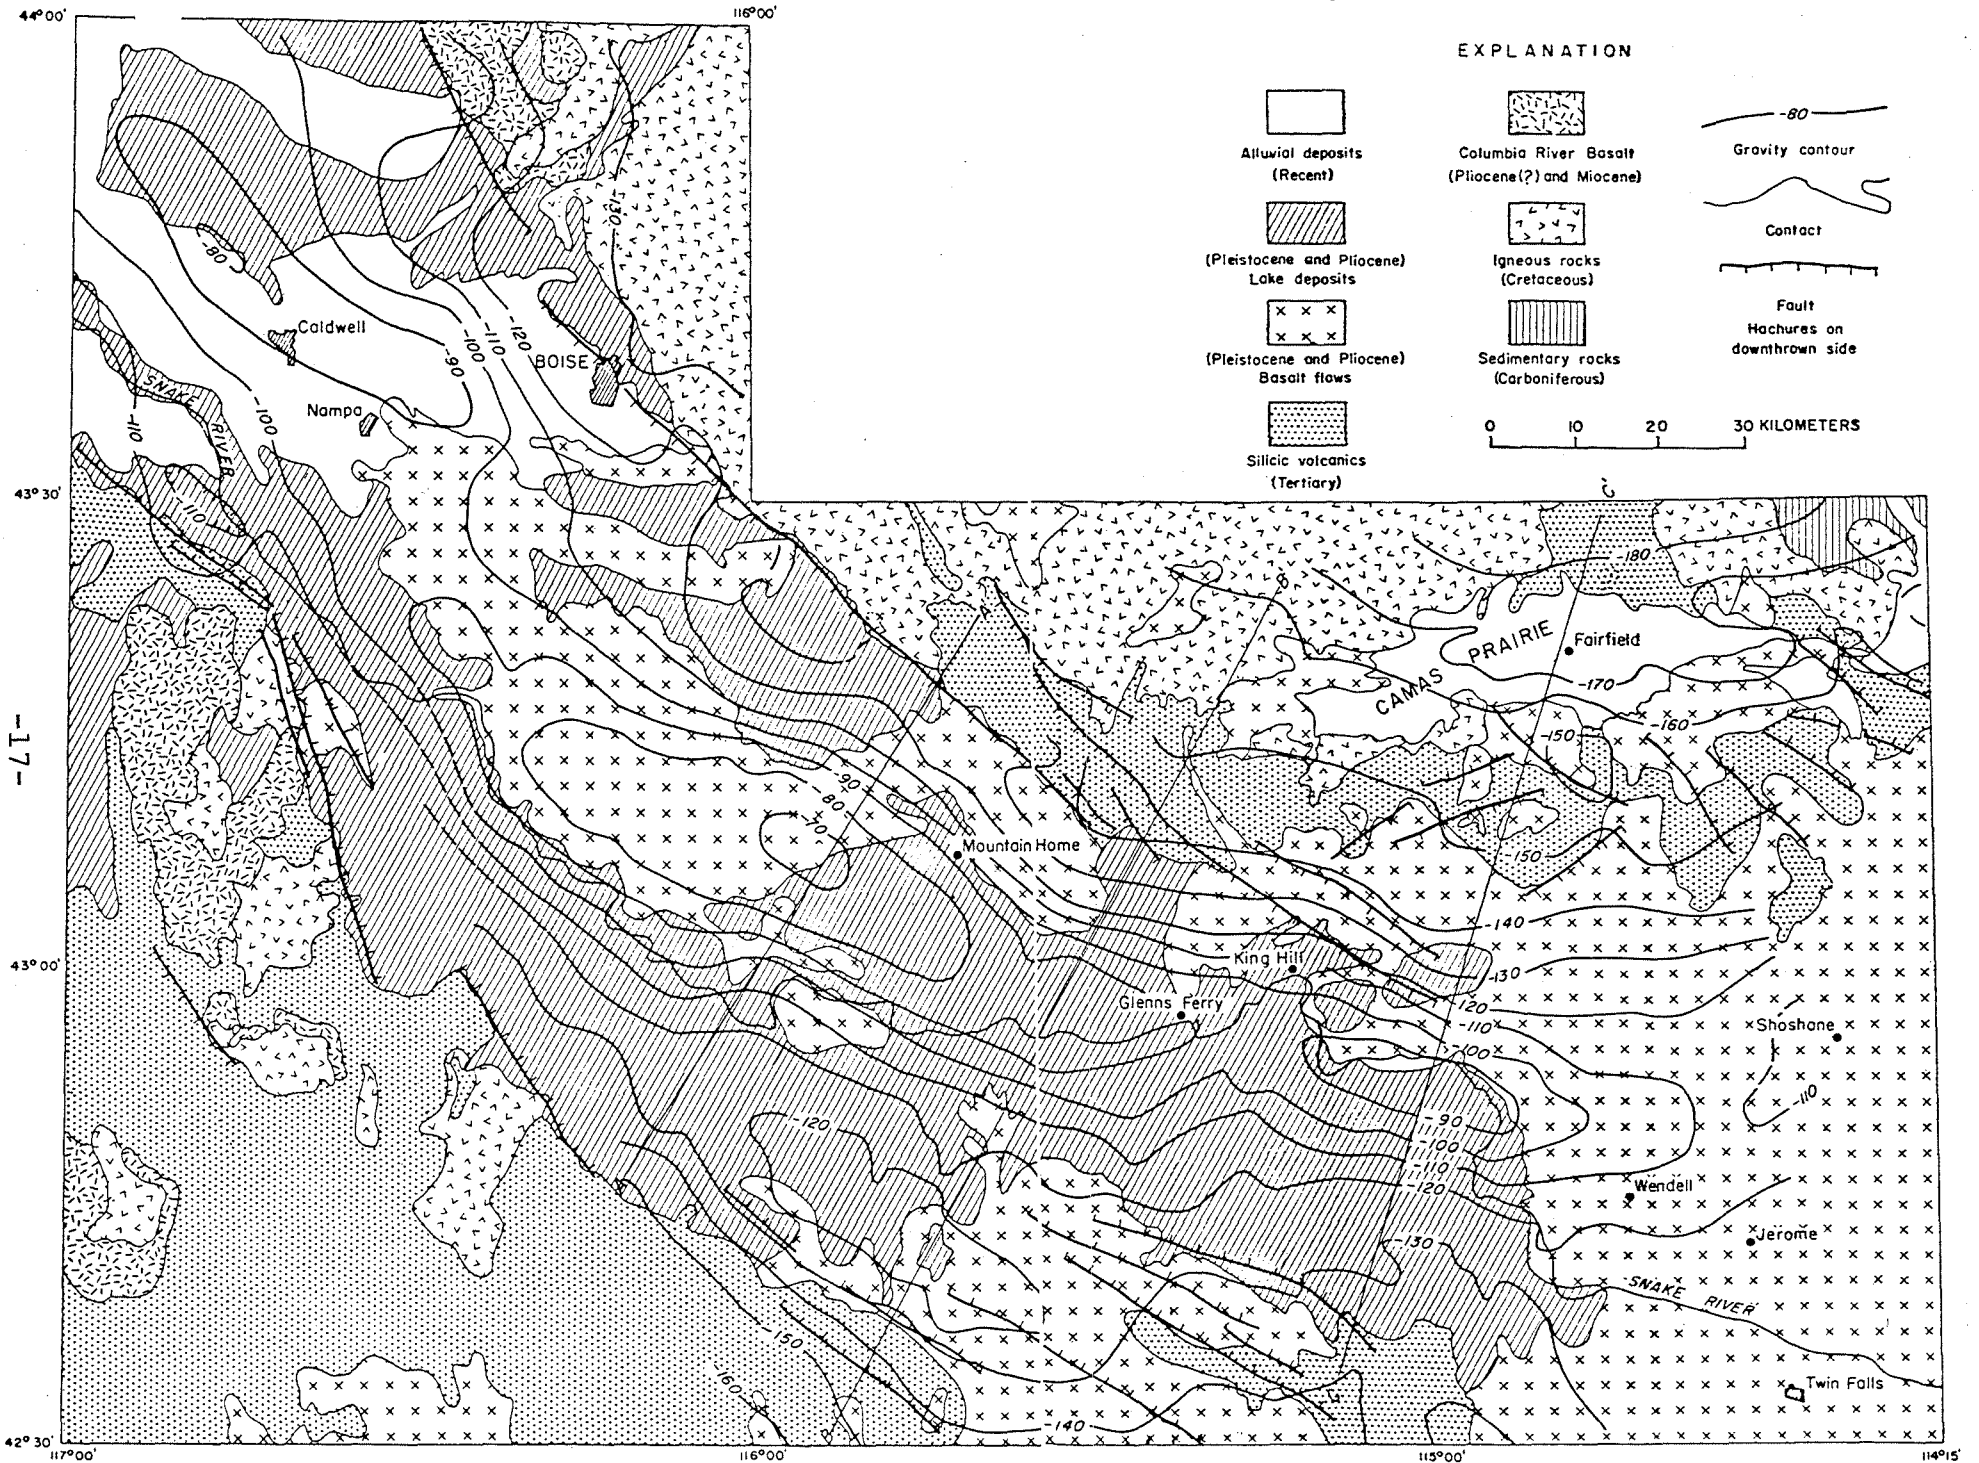 44°00'
116°00'
EXPLANATION
Alluvial deposits
(Recent)
(Pleistocene and Pliocene)
Lake deposits
(Pleistocene and Pliocene)
Basalt flows
Silicic volcanics
(Tertiary)
Columbia River Basalt
(Pliocene(?) and Miocene)
Igneous rocks
(Cretaceous)
Sedimentary rocks
(Carboniferous)
-80
Gravity contour
Contact
Fault
Hachures on
downthrown side
0 10 20 30 KILOMETERS
-130
-80
Caldwell
-120
-110
-100
-90
BOISE
SNAKE RIVER
Nampa
-100
-110
43°30'
-110
-180
CAMAS PRAIRIE
Fairfield
-170
-160
-150
-17-
-90
-80
-70
Mountain Home
-150
-140
43°00'
King Hill
-130
Glenns Ferry
-120
-110
-100
Shoshone
-110
-90
-100
-110
-120
-120
Wendell
-130
Jerome
SNAKE RIVER
-150
-160
Twin Falls
-140
42°30'
117°00'
116°00'
115°00'
114°15'